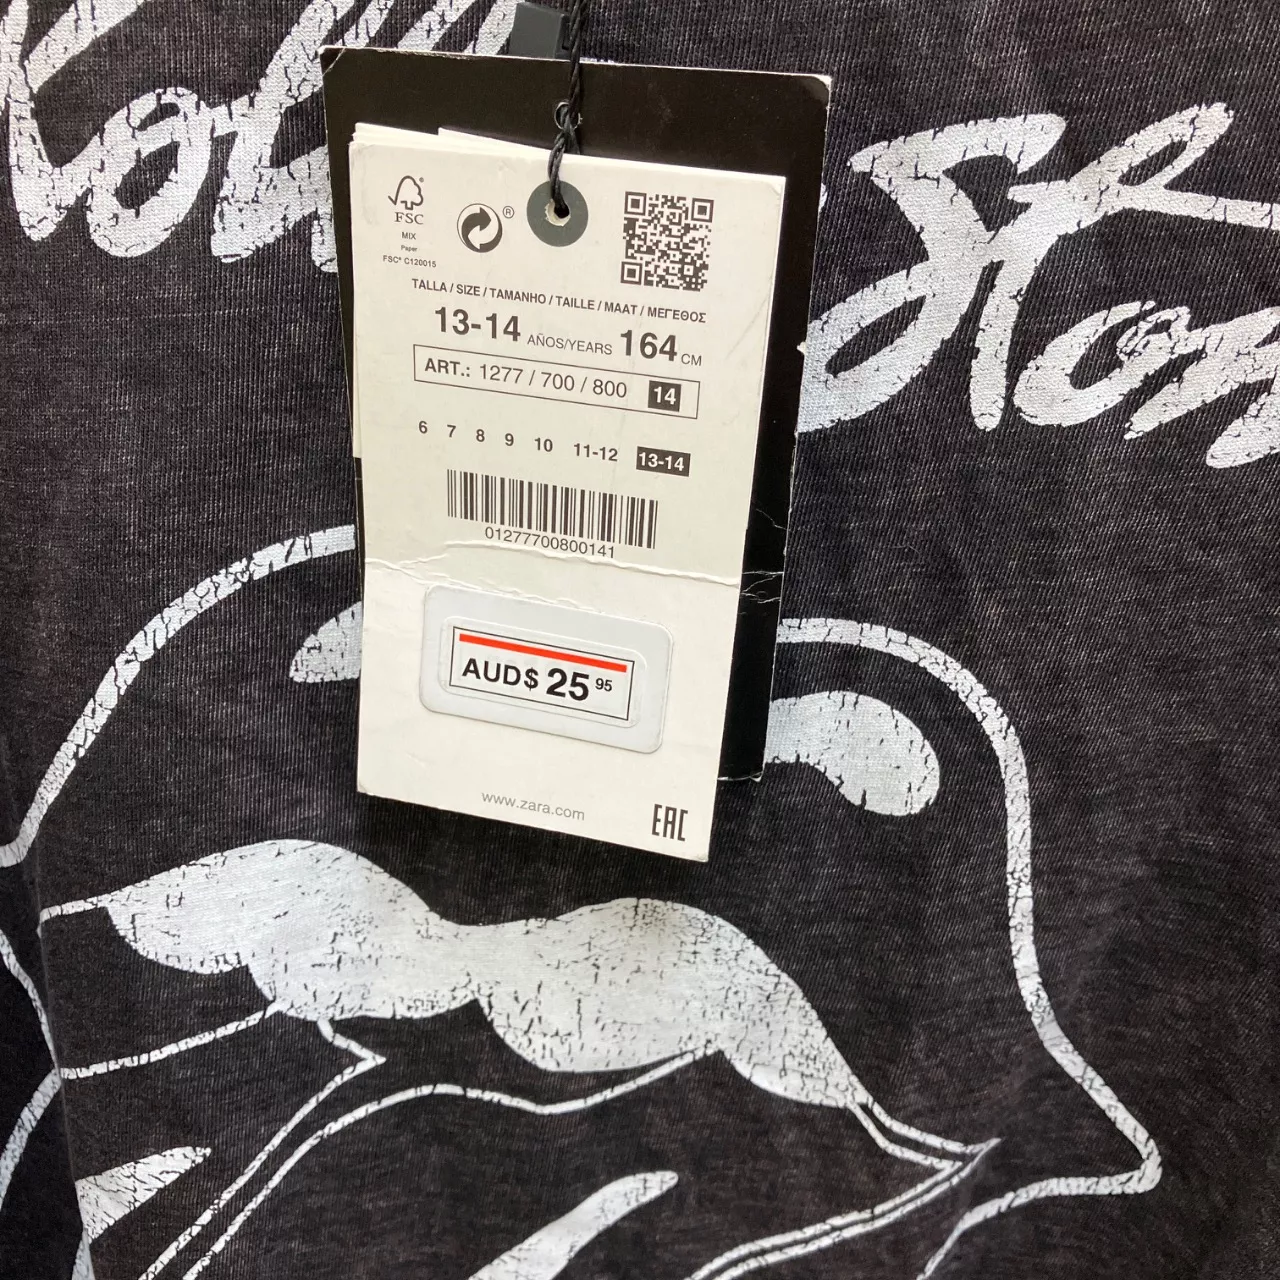 FSC
MIX
Paper
FSC® C120015
®
TALLA / SIZE / TAMANHO / TAILLE / MAAT / ΜΕΓΕΘΟΣ
13-14 AÑOS/YEARS 164 CM
ART.: 1277 / 700 / 800 14
6 7 8 9 10 11-12 13-14
01277700800141
AUD$ 25 95
www.zara.com
EAC